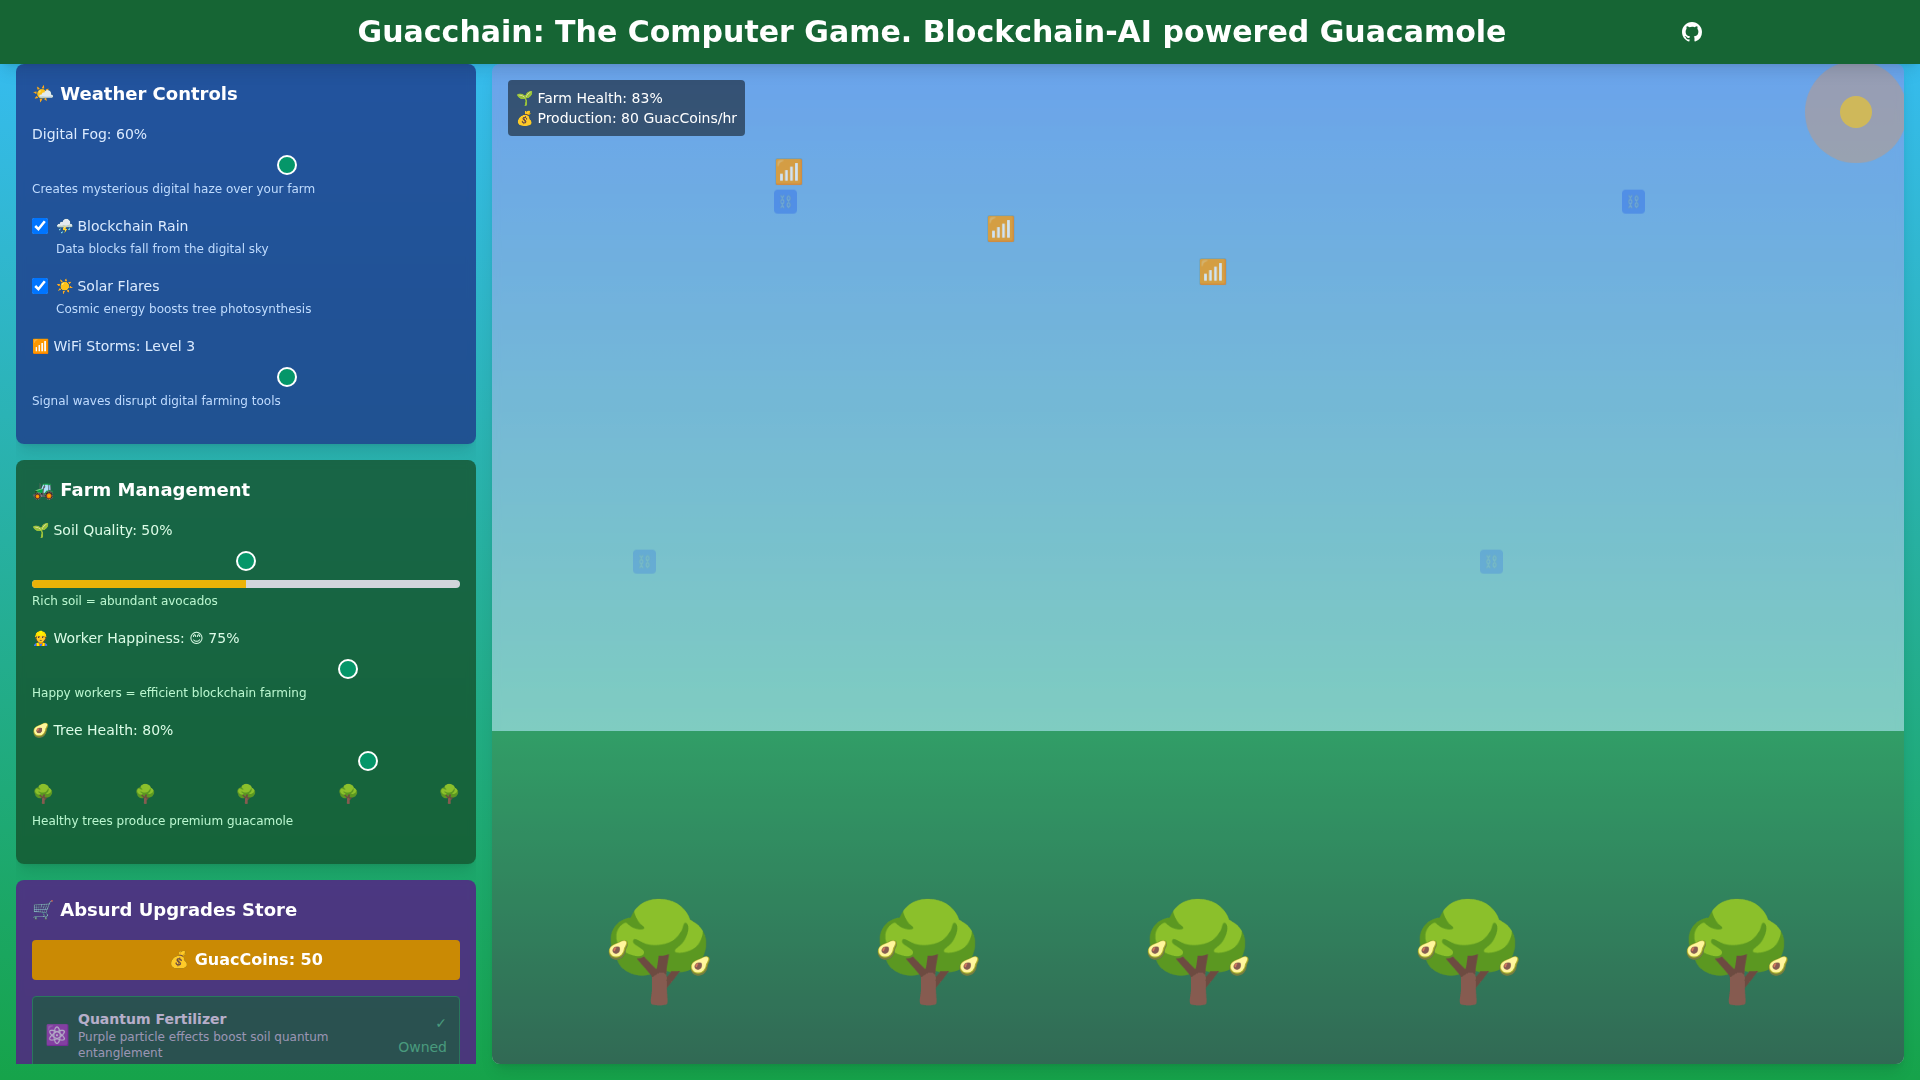 Guacchain: The Computer Game. Blockchain-AI powered Guacamole
🌤️ Weather Controls
Digital Fog: 60%
Creates mysterious digital haze over your farm
⛈️ Blockchain Rain
Data blocks fall from the digital sky
☀️ Solar Flares
Cosmic energy boosts tree photosynthesis
📶 WiFi Storms: Level 3
Signal waves disrupt digital farming tools
🚜 Farm Management
🌱 Soil Quality: 50%
Rich soil = abundant avocados
👷 Worker Happiness: 😊 75%
Happy workers = efficient blockchain farming
🥑 Tree Health: 80%
Healthy trees produce premium guacamole
🛒 Absurd Upgrades Store
💰 GuacCoins: 50
Quantum Fertilizer
Purple particle effects boost soil quantum
entanglement
✓
Owned
🌱 Farm Health: 83%
💰 Production: 80 GuacCoins/hr